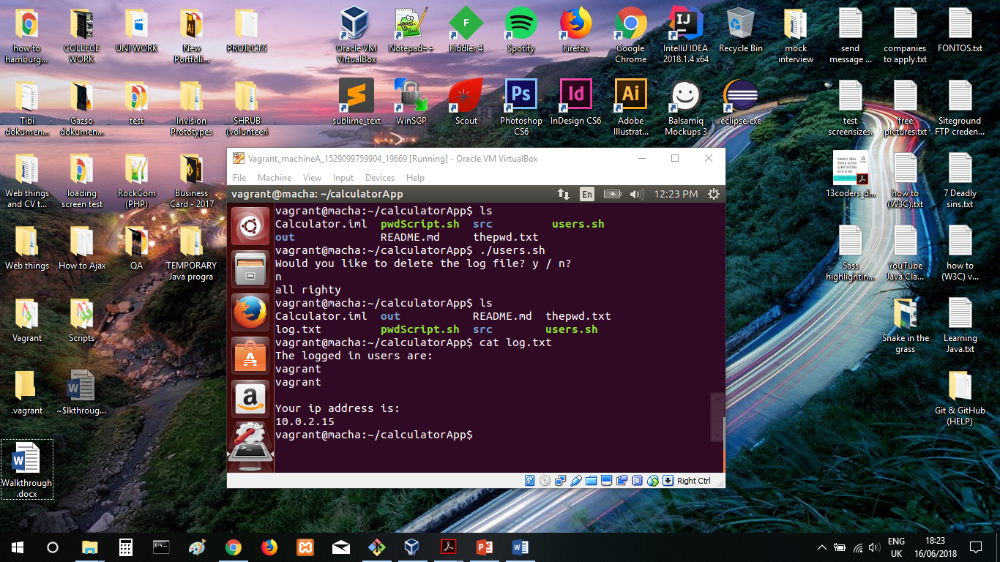 how to hamburg...
COLLEGE WORK
UNI WORK
New Portfoli...
PROJECTS
Oracle VM VirtualBox
Notepad++
Fiddler 4
Spotify
Firefox
Google Chrome
IntelliJ IDEA 2018.1.4 x64
Recycle Bin
mock interview
send message ...
companies to apply.txt
FONTOS.txt
Tibi dokumen...
Gazso dokumen...
test
Invision Prototypes
SHRUB (volunteeri
sublime_text
WinSCP
Scout
Photoshop CS6
InDesign CS6
Adobe Illustrat...
Balsamiq Mockups 3
eclipse.exe
test screensizes.
free pictures.txt
Siteground FTP creden...
Web things and CV t...
loading screen test
RockCom (PHP)
Business Card - 2017
13coders_d...
how to (W3C).txt
7 Deadly sins.txt
Web things
How to Ajax
QA
TEMPORARY Java progra
Sass highlightin...
YouTube Java Cla...
how to (W3C) v...
Vagrant
Scripts
Snake in the grass
Learning Java.txt
.vagrant
~$lkthroug...
Git & GitHub (HELP)
Walkthrough.docx
Vagrant_machineA_1529099759904_19669 [Running] - Oracle VM VirtualBox
File Machine View Input Devices Help
vagrant@macha: ~/calculatorApp En 12:23 PM
vagrant@macha:~/calculatorApp$ ls
Calculator.iml pwdScript.sh src users.sh
out README.md thepwd.txt
vagrant@macha:~/calculatorApp$ ./users.sh
Would you like to delete the log file? y / n?
n
all righty
vagrant@macha:~/calculatorApp$ ls
Calculator.iml out README.md thepwd.txt
log.txt pwdScript.sh src users.sh
vagrant@macha:~/calculatorApp$ cat log.txt
The logged in users are:
vagrant
vagrant
Your ip address is:
10.0.2.15
vagrant@macha:~/calculatorApp$
Right Ctrl
ENG UK
18:23
16/06/2018